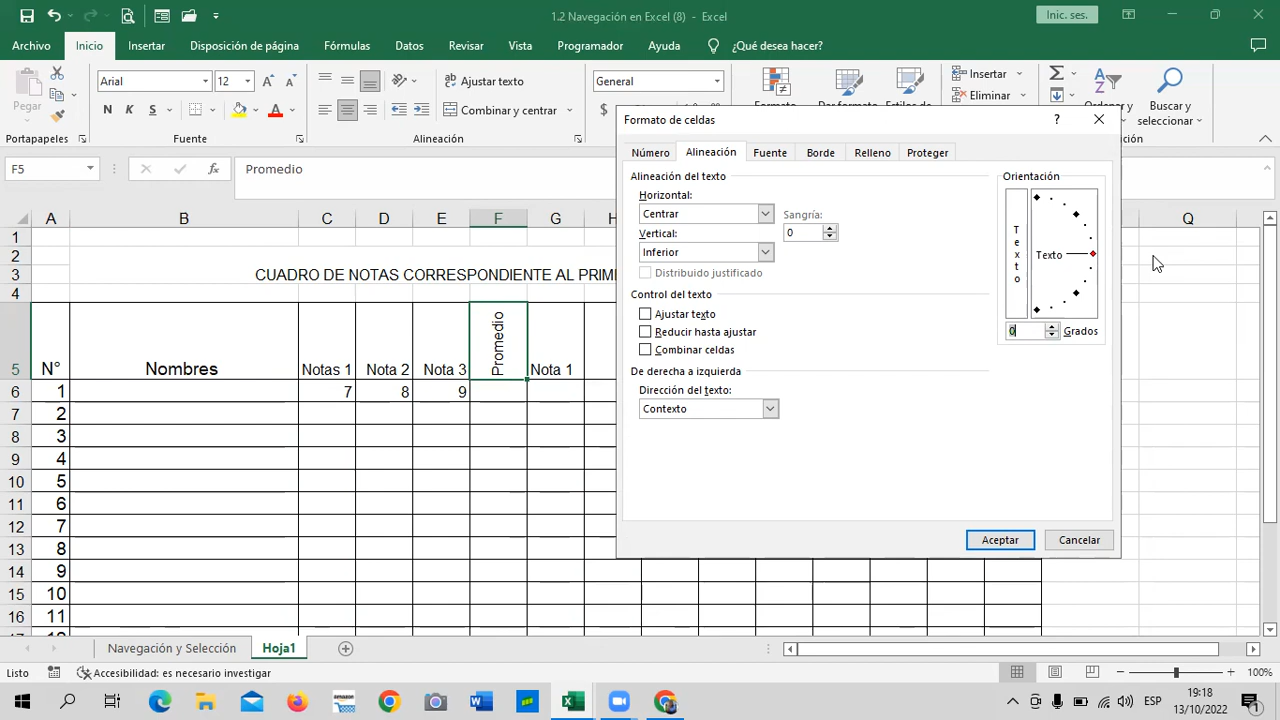 1.2 Navegación en Excel (8) - Excel
Inic. ses.
Archivo Inicio Insertar Disposición de página Fórmulas Datos Revisar Vista Programador Ayuda ¿Qué desea hacer?
Pegar
Arial 12
N K S
Ajustar texto
Combinar y centrar
General
$
Formato
Insertar
Eliminar
Buscar y
seleccionar
Portapapeles Fuente Alineación
F5 fx Promedio
A B C D E F G Q
1
2
3 CUADRO DE NOTAS CORRESPONDIENTE AL PRIM
4
5 N° Nombres Notas 1 Nota 2 Nota 3 Promedio Nota 1
6 1 7 8 9
7 2
8 3
9 4
10 5
11 6
12 7
13 8
14 9
15 10
16 11
Formato de celdas
? 
Número Alineación Fuente Borde Relleno Proteger
Alineación del texto
Horizontal:
Centrar
Sangría:
Vertical:
0
Inferior
Distribuido justificado
Control del texto
Ajustar texto
Reducir hasta ajustar
Combinar celdas
De derecha a izquierda
Dirección del texto:
Contexto
Orientación
Texto
Texto
0 Grados
Aceptar Cancelar
Navegación y Selección Hoja1
Listo Accesibilidad: es necesario investigar 100%
ESP
19:18
13/10/2022